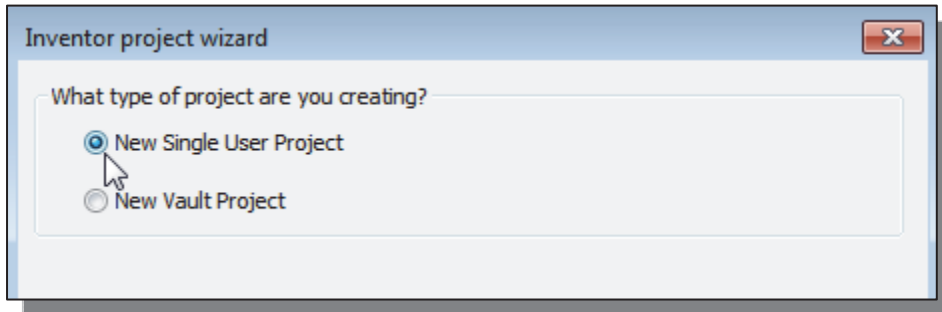 Inventor project wizard
What type of project are you creating?
New Single User Project
New Vault Project